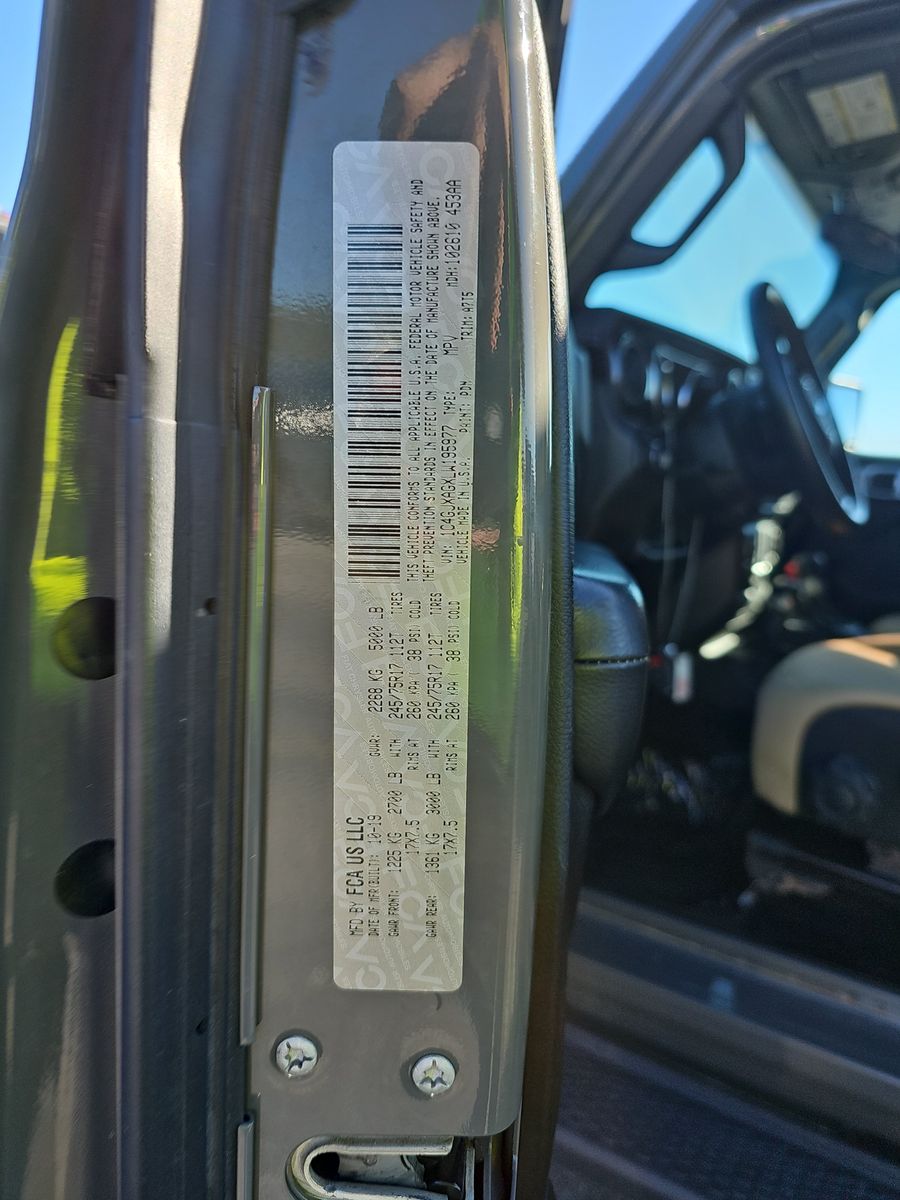 MFD BY FCA US LLC
DATE OF MFR(BUILT): 10-19 GVWR: 2268 KG 5000 LB
GAWR FRONT: 1225 KG 2700 LB WITH 245/75R17 112T TIRES
17X7.5 RIMS AT 260 KPA( 38 PSI) COLD
GAWR REAR: 1361 KG 3000 LB WITH 245/75R17 112T TIRES
17X7.5 RIMS AT 260 KPA( 38 PSI) COLD
THIS VEHICLE CONFORMS TO ALL APPLICABLE U.S.A. FEDERAL MOTOR VEHICLE SAFETY AND
THEFT PREVENTION STANDARDS IN EFFECT ON THE DATE OF MANUFACTURE SHOWN ABOVE.
VIN: 1C4GJXAGXLW195977 TYPE: MPV MDH:102610 453AA
VEHICLE MADE IN U.S.A. PAINT: PDN TRIM:A7T5